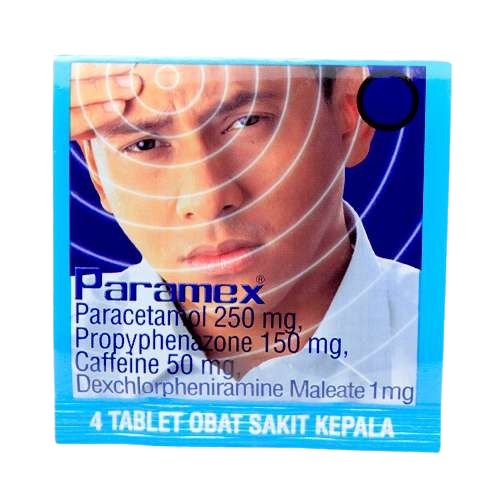 Paramex®
Paracetamol 250 mg,
Propyphenazone 150 mg,
Caffeine 50 mg,
Dexchlorpheniramine Maleate 1mg
4 TABLET OBAT SAKIT KEPALA